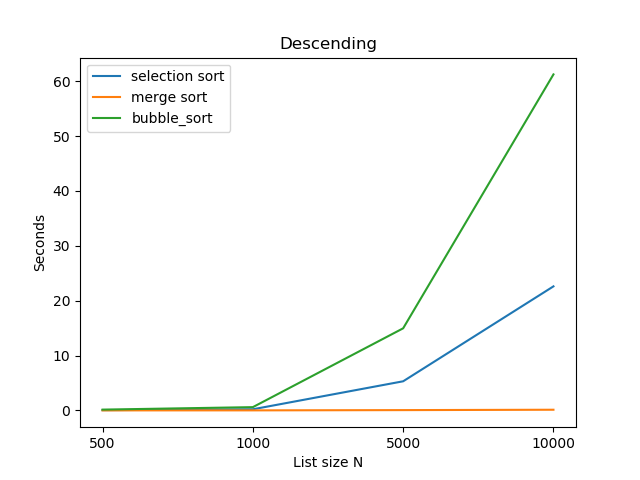 Descending
selection sort
merge sort
bubble_sort
60
50
40
30
20
10
0
Seconds
500 1000 5000 10000
List size N